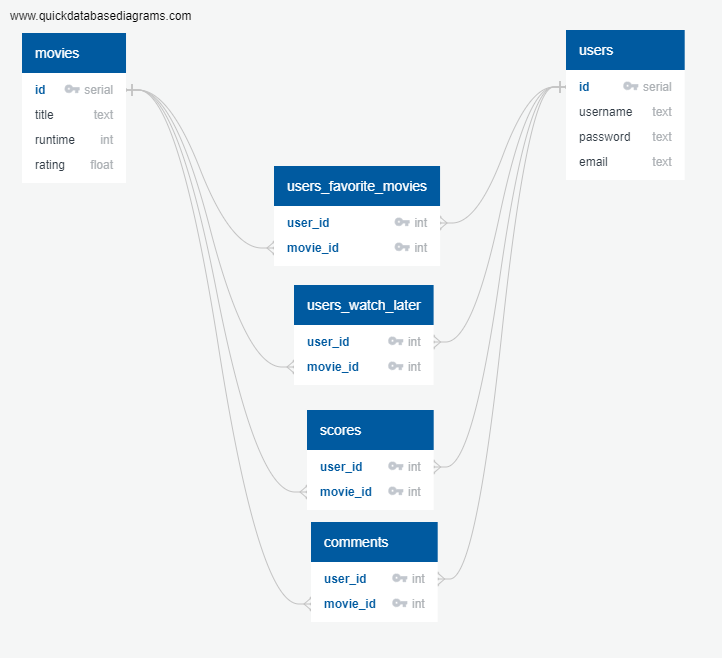 www.quickdatabasediagrams.com
movies
id serial
title text
runtime int
rating float
users
id serial
username text
password text
email text
users_favorite_movies
user_id int
movie_id int
users_watch_later
user_id int
movie_id int
scores
user_id int
movie_id int
comments
user_id int
movie_id int